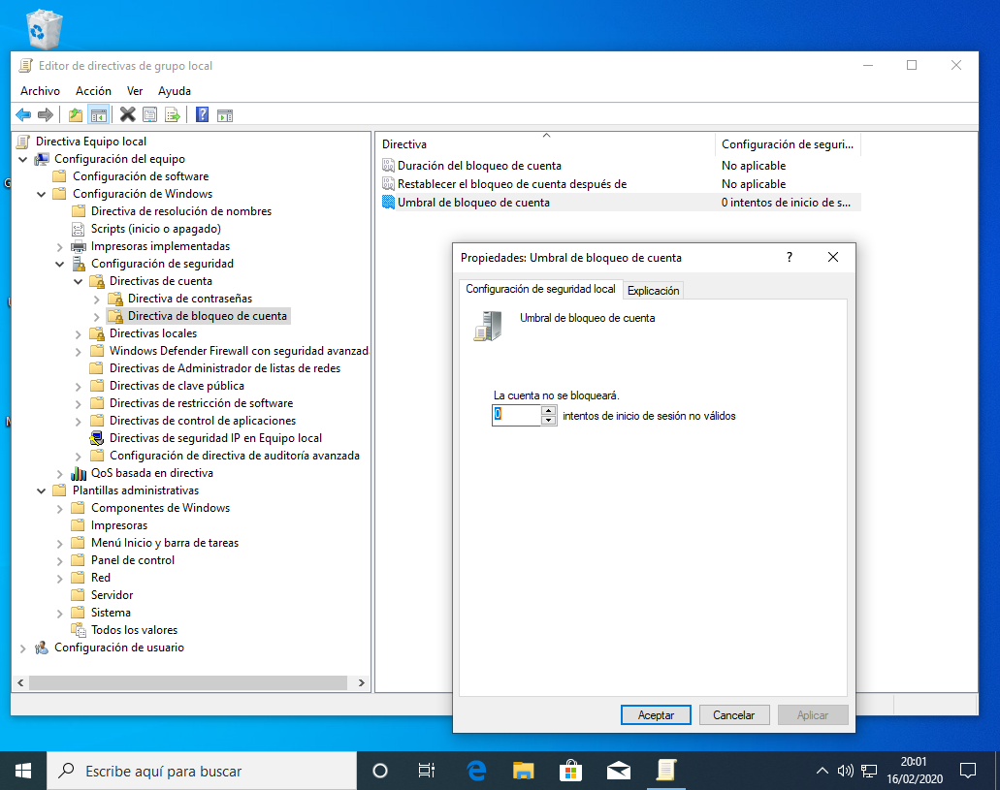 Editor de directivas de grupo local
Archivo Acción Ver Ayuda
Directiva Equipo local
Configuración del equipo
Configuración de software
Configuración de Windows
Directiva de resolución de nombres
Scripts (inicio o apagado)
Impresoras implementadas
Configuración de seguridad
Directivas de cuenta
Directiva de contraseñas
Directiva de bloqueo de cuenta
Directivas locales
Windows Defender Firewall con seguridad avanzad
Directivas de Administrador de listas de redes
Directivas de clave pública
Directivas de restricción de software
Directivas de control de aplicaciones
Directivas de seguridad IP en Equipo local
Configuración de directiva de auditoría avanzada
QoS basada en directiva
Plantillas administrativas
Componentes de Windows
Impresoras
Menú Inicio y barra de tareas
Panel de control
Red
Servidor
Sistema
Todos los valores
Configuración de usuario
Directiva Configuración de seguri...
Duración del bloqueo de cuenta No aplicable
Restablecer el bloqueo de cuenta después de No aplicable
Umbral de bloqueo de cuenta 0 intentos de inicio de s...
Propiedades: Umbral de bloqueo de cuenta ?
Configuración de seguridad local Explicación
Umbral de bloqueo de cuenta
La cuenta no se bloqueará.
0 intentos de inicio de sesión no válidos
Aceptar Cancelar Aplicar
Escribe aquí para buscar
20:01
16/02/2020